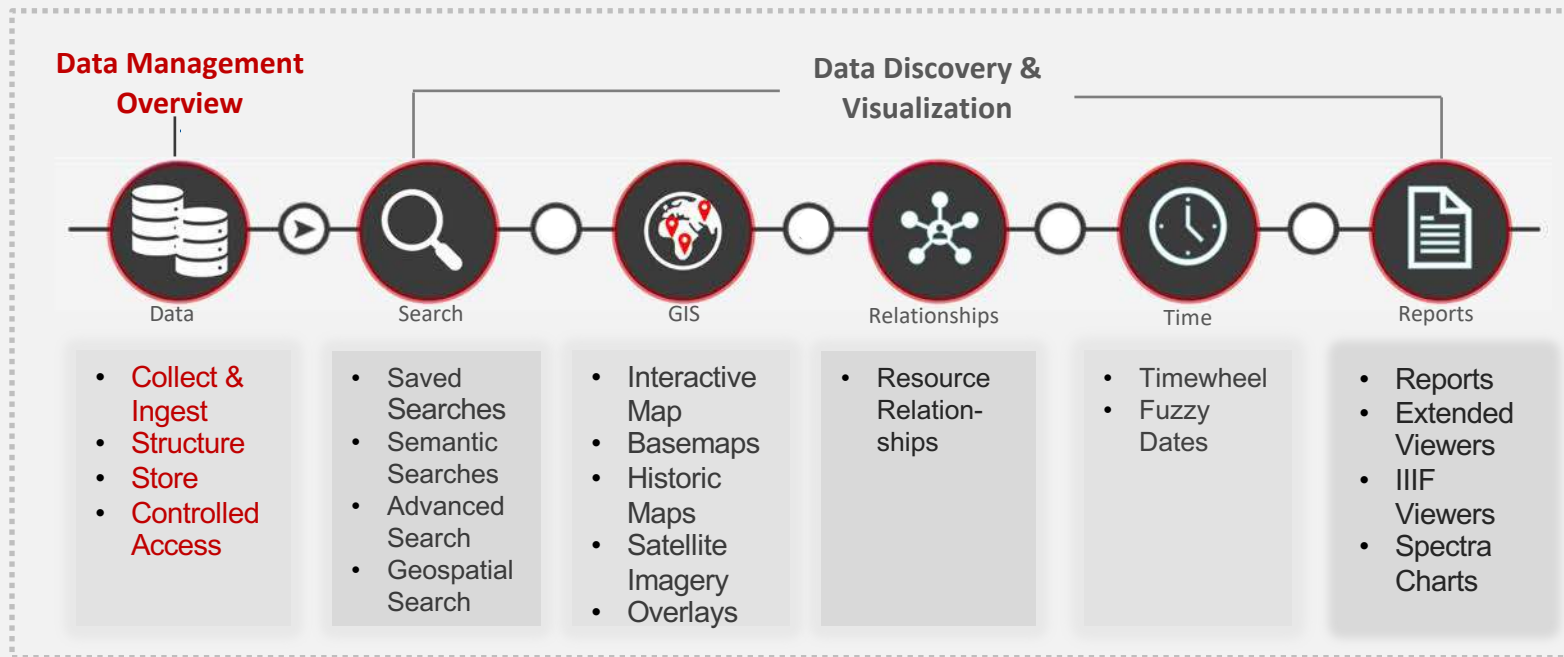 Data Management
Overview
Data Discovery &
Visualization
Data
Search
GIS
Relationships
Time
Reports
• Collect &
Ingest
• Structure
• Store
• Controlled
Access
• Saved
Searches
• Semantic
Searches
• Advanced
Search
• Geospatial
Search
• Interactive
Map
• Basemaps
• Historic
Maps
• Satellite
Imagery
• Overlays
• Resource
Relation-
ships
• Timewheel
• Fuzzy
Dates
• Reports
• Extended
Viewers
• IIIF
Viewers
• Spectra
Charts